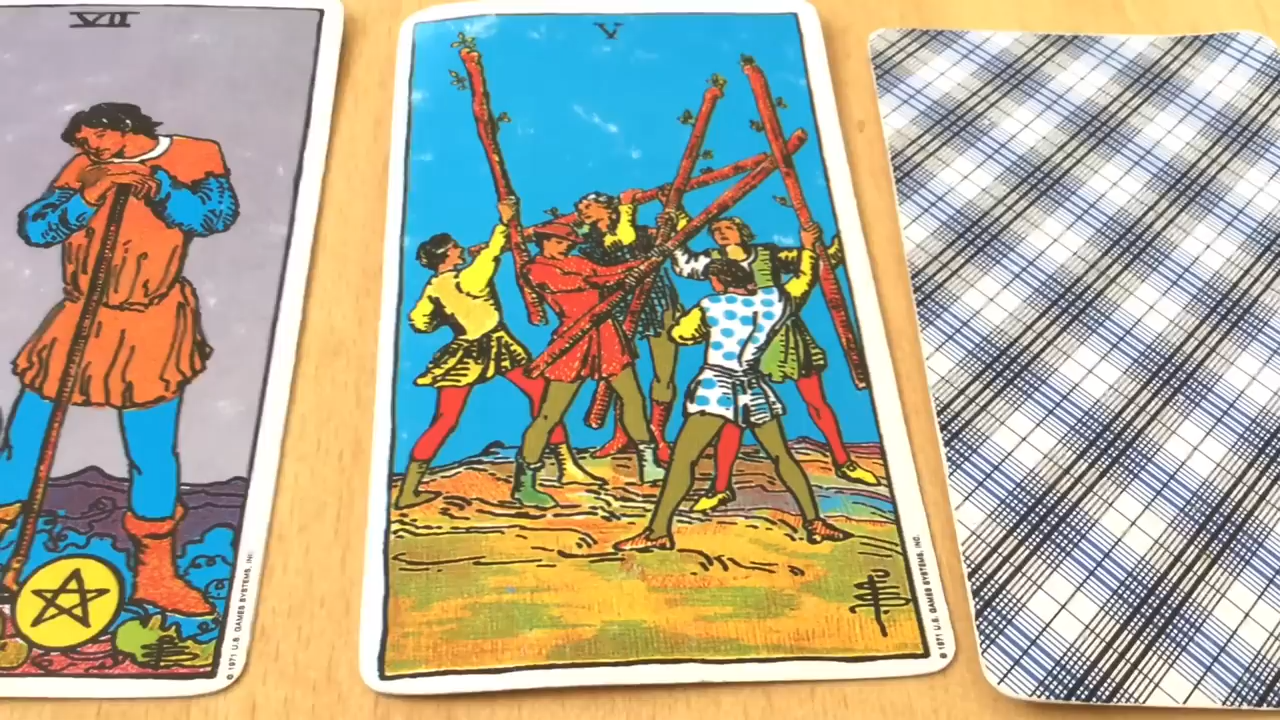 VII
V
© 1971 U.S. GAMES SYSTEMS, INC.
© 1971 U.S. GAMES SYSTEMS, INC.